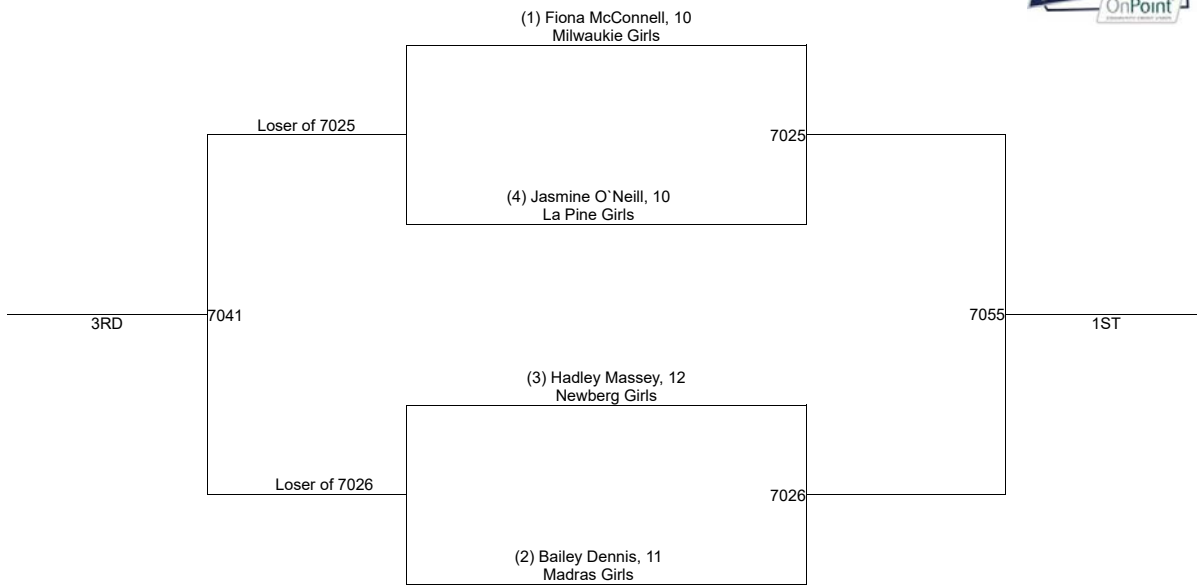 OnPoint
(1) Fiona McConnell, 10
Milwaukie Girls
Loser of 7025
7025
(4) Jasmine O`Neill, 10
La Pine Girls
3RD
7041
7055
1ST
(3) Hadley Massey, 12
Newberg Girls
Loser of 7026
7026
(2) Bailey Dennis, 11
Madras Girls